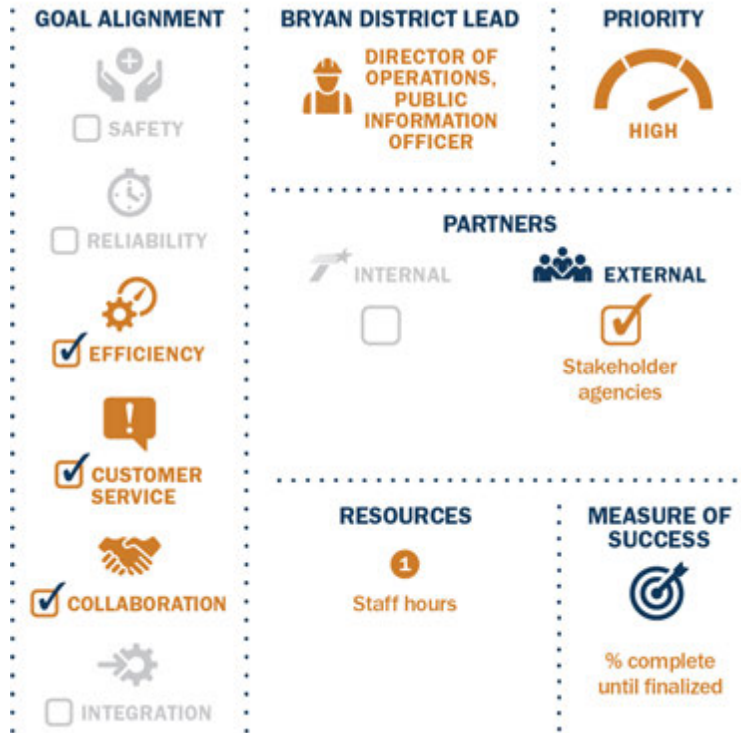 GOAL ALIGNMENT
SAFETY
RELIABILITY
EFFICIENCY
CUSTOMER
SERVICE
COLLABORATION
INTEGRATION
BRYAN DISTRICT LEAD
DIRECTOR OF
OPERATIONS,
PUBLIC
INFORMATION
OFFICER
PRIORITY
HIGH
PARTNERS
INTERNAL
EXTERNAL
Stakeholder
agencies
RESOURCES
1
Staff hours
MEASURE OF
SUCCESS
% complete
until finalized